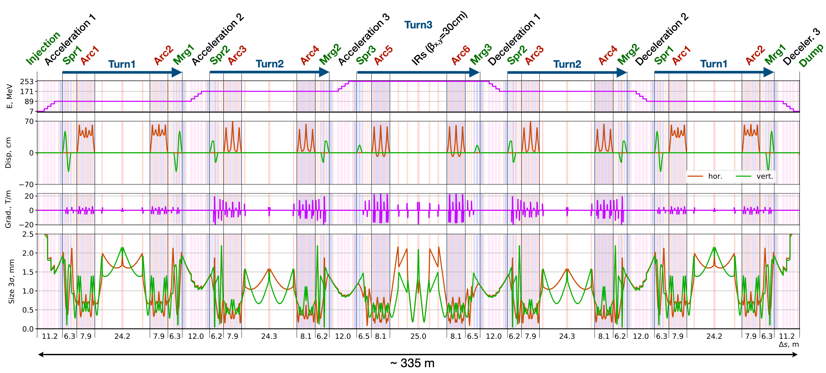 Turn3
Injection
Acceleration 1
Spr1
Arc1
Turn1
Arc2
Mrg1
Acceleration 2
Spr2
Arc3
Turn2
Arc4
Mrg2
Acceleration 3
Spr3
Arc5
IRs (βx,y=30cm)
Arc6
Mrg3
Deceleration 1
Spr2
Arc3
Turn2
Arc4
Mrg2
Deceleration 2
Spr1
Arc1
Turn1
Arc2
Mrg1
Deceler. 3
Dump
E, MeV
253
171
89
7
Disp, cm
70
0
−70
hor.
vert.
Grad., T/m
20
0
−20
Size 3σ, mm
2.5
2.0
1.5
1.0
0.5
0.0
11.2 6.3 7.9 24.2 7.9 6.3 12.0 6.2 7.9 24.3 8.1 6.2 12.0 6.5 8.1 25.0 8.1 6.5 12.0 6.2 7.9 24.3 8.1 6.2 12.0 6.3 7.9 24.2 7.9 6.3 11.2
Δs, m
~ 335 m